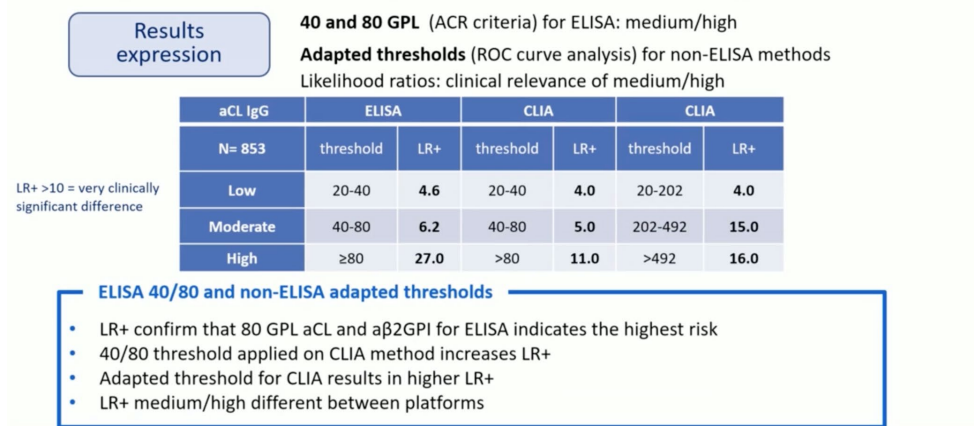 Results
expression
40 and 80 GPL (ACR criteria) for ELISA: medium/high
Adapted thresholds (ROC curve analysis) for non-ELISA methods
Likelihood ratios: clinical relevance of medium/high
aCL IgG ELISA CLIA CLIA
N= 853 threshold LR+ threshold LR+ threshold LR+
LR+ >10 = very clinically
significant difference
Low 20-40 4.6 20-40 4.0 20-202 4.0
Moderate 40-80 6.2 40-80 5.0 202-492 15.0
High ≥80 27.0 >80 11.0 >492 16.0
ELISA 40/80 and non-ELISA adapted thresholds
• LR+ confirm that 80 GPL aCL and aβ2GPI for ELISA indicates the highest risk
• 40/80 threshold applied on CLIA method increases LR+
• Adapted threshold for CLIA results in higher LR+
• LR+ medium/high different between platforms